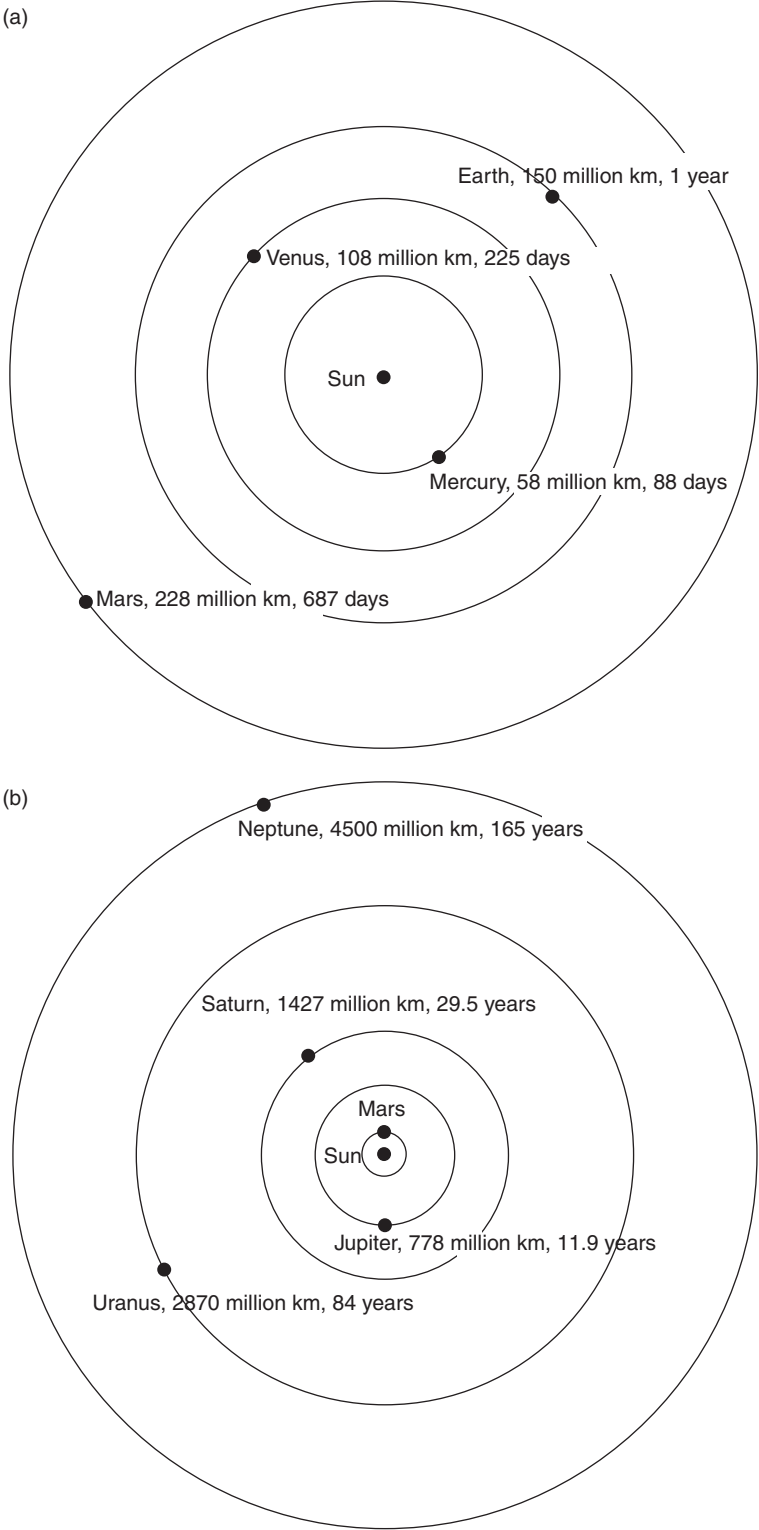 (a)
Earth, 150 million km, 1 year
Venus, 108 million km, 225 days
Sun
Mercury, 58 million km, 88 days
Mars, 228 million km, 687 days
(b)
Neptune, 4500 million km, 165 years
Saturn, 1427 million km, 29.5 years
Mars
Sun
Jupiter, 778 million km, 11.9 years
Uranus, 2870 million km, 84 years